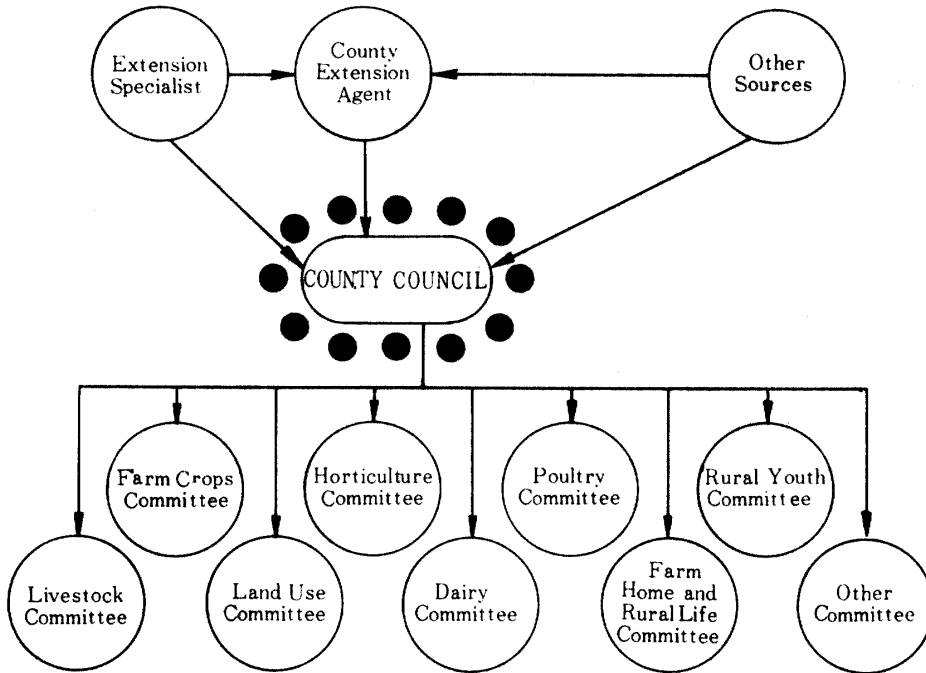 Extension
Specialist
County
Extension
Agent
Other
Sources
COUNTY COUNCIL
Farm Crops
Committee
Horticulture
Committee
Poultry
Committee
Rural Youth
Committee
Livestock
Committee
Land Use
Committee
Dairy
Committee
Farm
Home and
Rural Life
Committee
Other
Committee